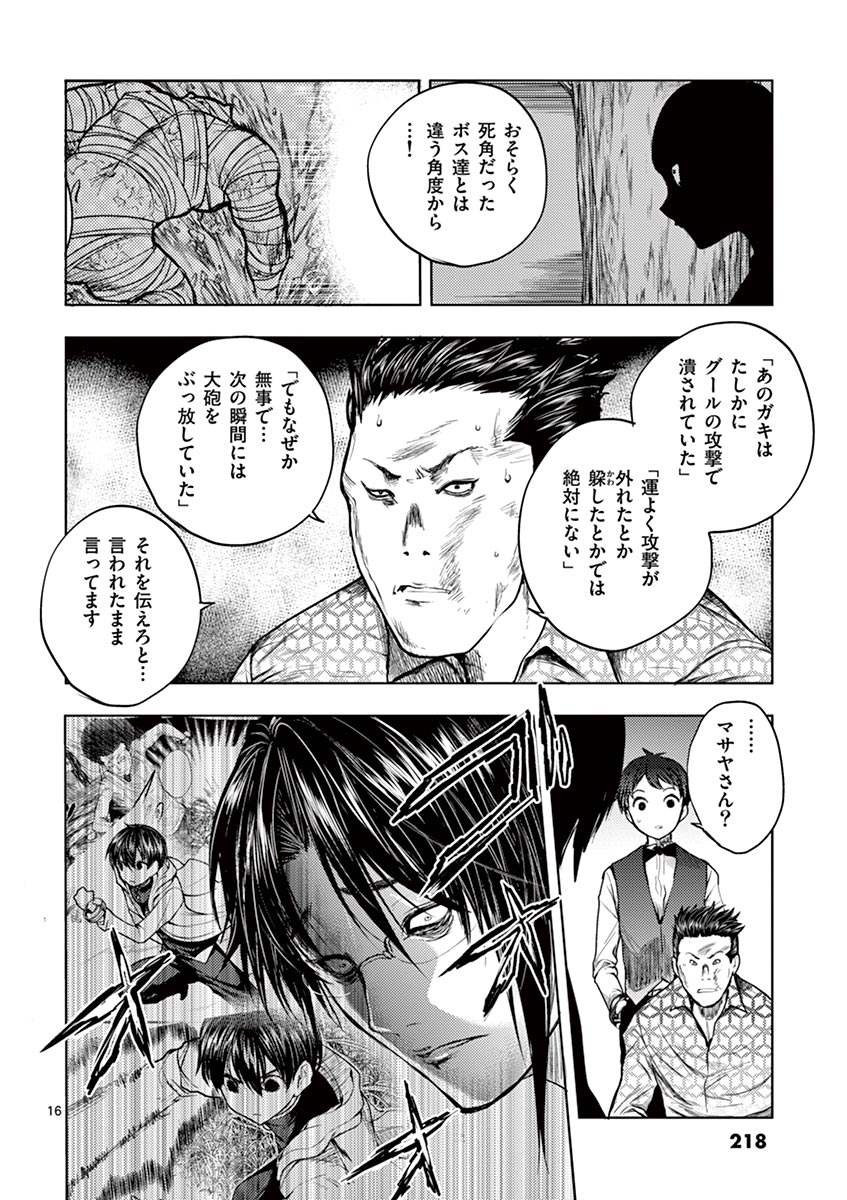 おそらく
死角だった
ボス達とは
違う角度から
…!
「あのガキは
たしかに
グールの攻撃で
潰されていた」
「運よく攻撃が
外れたとか
躱したとかでは
かわ
絶対にない」
「でもなぜか
無事で…
次の瞬間には
大砲を
ぶっ放していた」
それを伝えろと…
言われたまま
言ってます
……
マサヤさん?
16
218